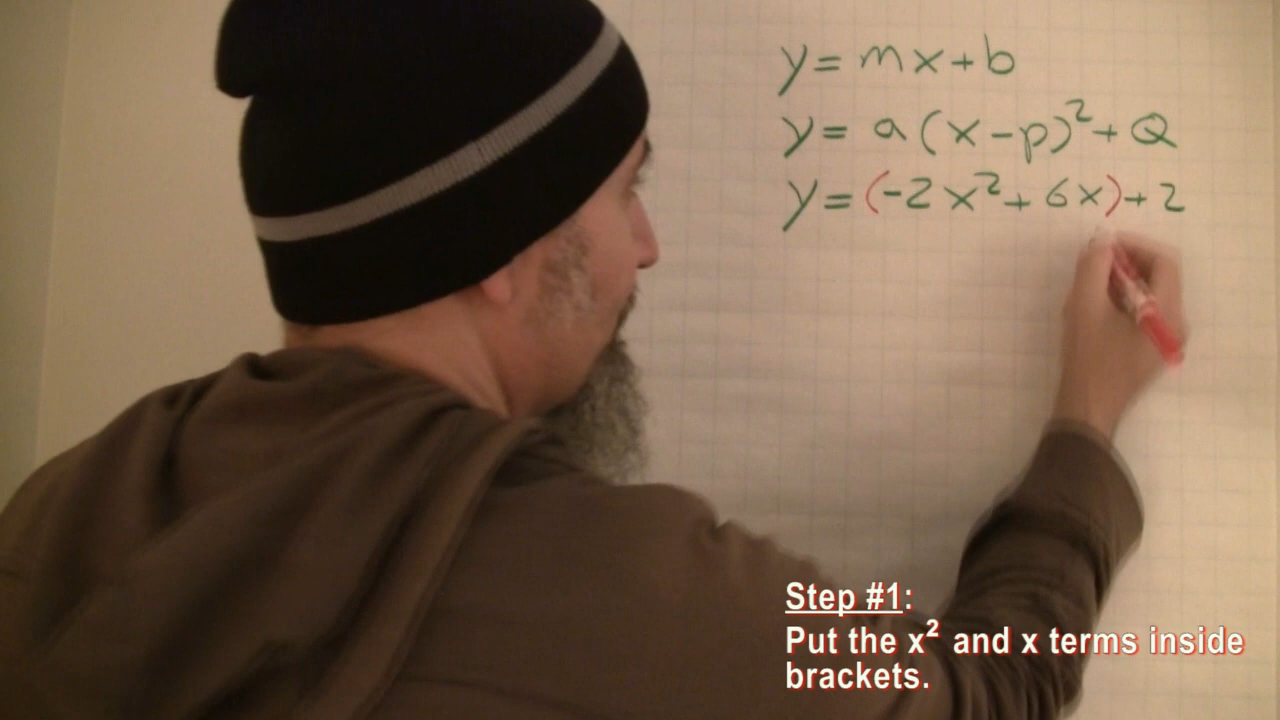 y = mx + b
y = a(x - p)² + Q
y = (-2x² + 6x) + 2
Step #1:
Put the x² and x terms inside
brackets.